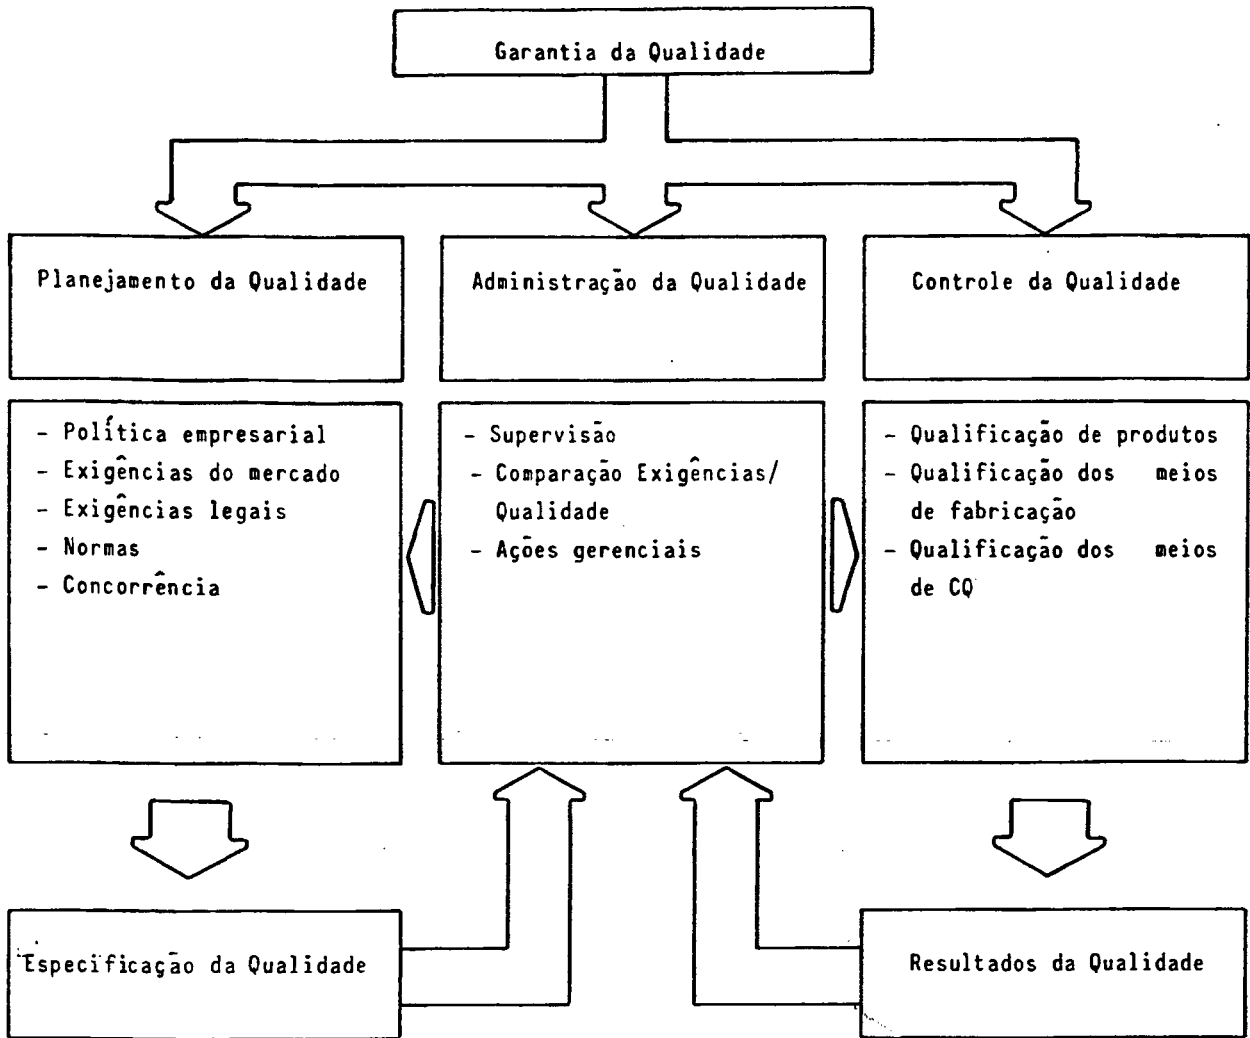 Garantia da Qualidade
Planejamento da Qualidade
Administração da Qualidade
Controle da Qualidade
- Política empresarial
- Exigências do mercado
- Exigências legais
- Normas
- Concorrência
- Supervisão
- Comparação Exigências/
Qualidade
- Ações gerenciais
- Qualificação de produtos
- Qualificação dos meios
de fabricação
- Qualificação dos meios
de CQ
Especificação da Qualidade
Resultados da Qualidade